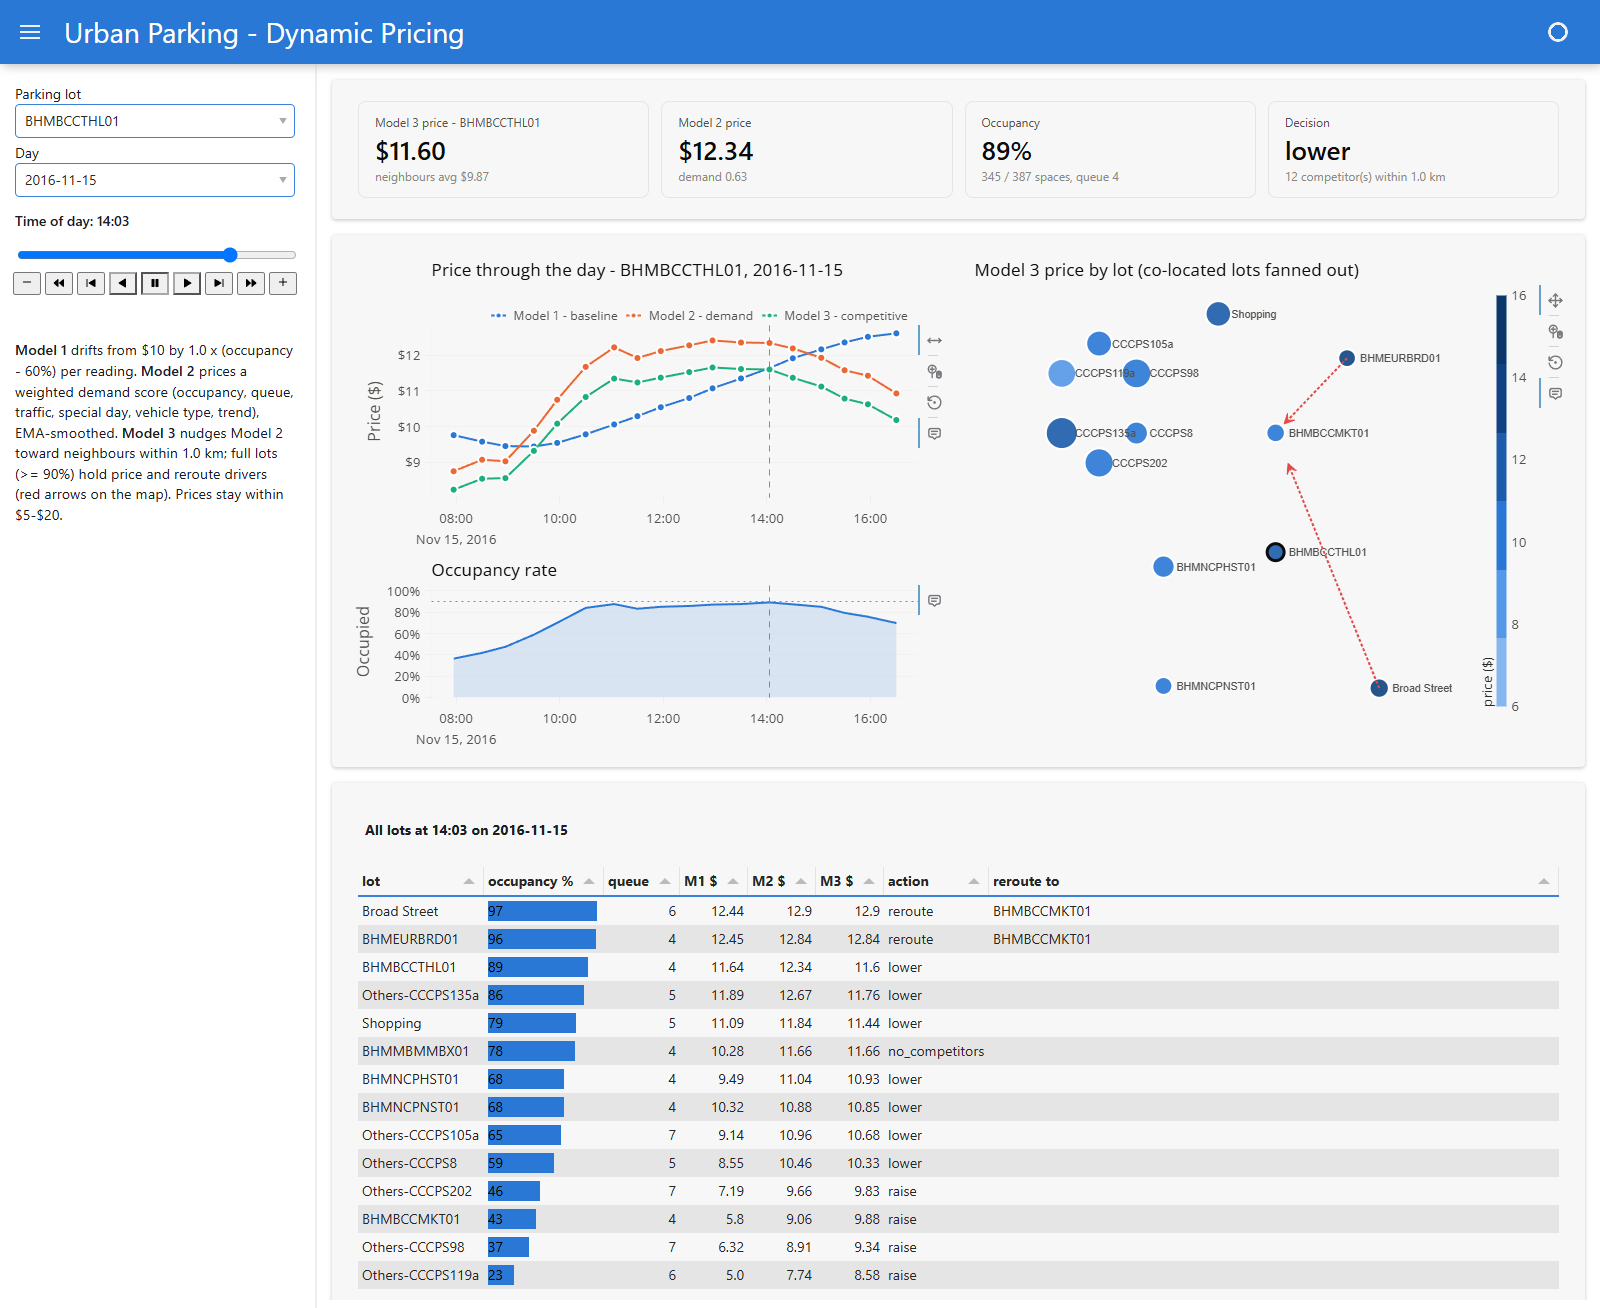 Urban Parking - Dynamic Pricing
Parking lot
BHMBCCTHL01
Day
2016-11-15
Time of day: 14:03
Model 1 drifts from $10 by 1.0 x (occupancy
- 60%) per reading. Model 2 prices a
weighted demand score (occupancy, queue,
traffic, special day, vehicle type, trend),
EMA-smoothed. Model 3 nudges Model 2
toward neighbours within 1.0 km; full lots
(>= 90%) hold price and reroute drivers
(red arrows on the map). Prices stay within
$5-$20.
Model 3 price - BHMBCCTHL01
$11.60
neighbours avg $9.87
Model 2 price
$12.34
demand 0.63
Occupancy
89%
345 / 387 spaces, queue 4
Decision
lower
12 competitor(s) within 1.0 km
Price through the day - BHMBCCTHL01, 2016-11-15
Model 1 - baseline Model 2 - demand Model 3 - competitive
Price ($)
$12
$11
$10
$9
08:00 10:00 12:00 14:00 16:00
Nov 15, 2016
Occupancy rate
Occupied
100%
80%
60%
40%
20%
0%
08:00 10:00 12:00 14:00 16:00
Nov 15, 2016
Model 3 price by lot (co-located lots fanned out)
Shopping
CCCPS105a
BHMEURBRD01
CCCPS119a CCCPS98
CCCPS135a CCCPS8 BHMBCCMKT01
CCCPS202
BHMBCCTHL01
BHMNCPHST01
BHMNCPNST01 Broad Street
price ($)
16
14
12
10
8
6
All lots at 14:03 on 2016-11-15
lot occupancy % queue M1 $ M2 $ M3 $ action reroute to
Broad Street 97 6 12.44 12.9 12.9 reroute BHMBCCMKT01
BHMEURBRD01 96 4 12.45 12.84 12.84 reroute BHMBCCMKT01
BHMBCCTHL01 89 4 11.64 12.34 11.6 lower
Others-CCCPS135a 86 5 11.89 12.67 11.76 lower
Shopping 79 5 11.09 11.84 11.44 lower
BHMMBMMBX01 78 4 10.28 11.66 11.66 no_competitors
BHMNCPHST01 68 4 9.49 11.04 10.93 lower
BHMNCPNST01 68 4 10.32 10.88 10.85 lower
Others-CCCPS105a 65 7 9.14 10.96 10.68 lower
Others-CCCPS8 59 5 8.55 10.46 10.33 lower
Others-CCCPS202 46 7 7.19 9.66 9.83 raise
BHMBCCMKT01 43 4 5.8 9.06 9.88 raise
Others-CCCPS98 37 7 6.32 8.91 9.34 raise
Others-CCCPS119a 23 6 5.0 7.74 8.58 raise